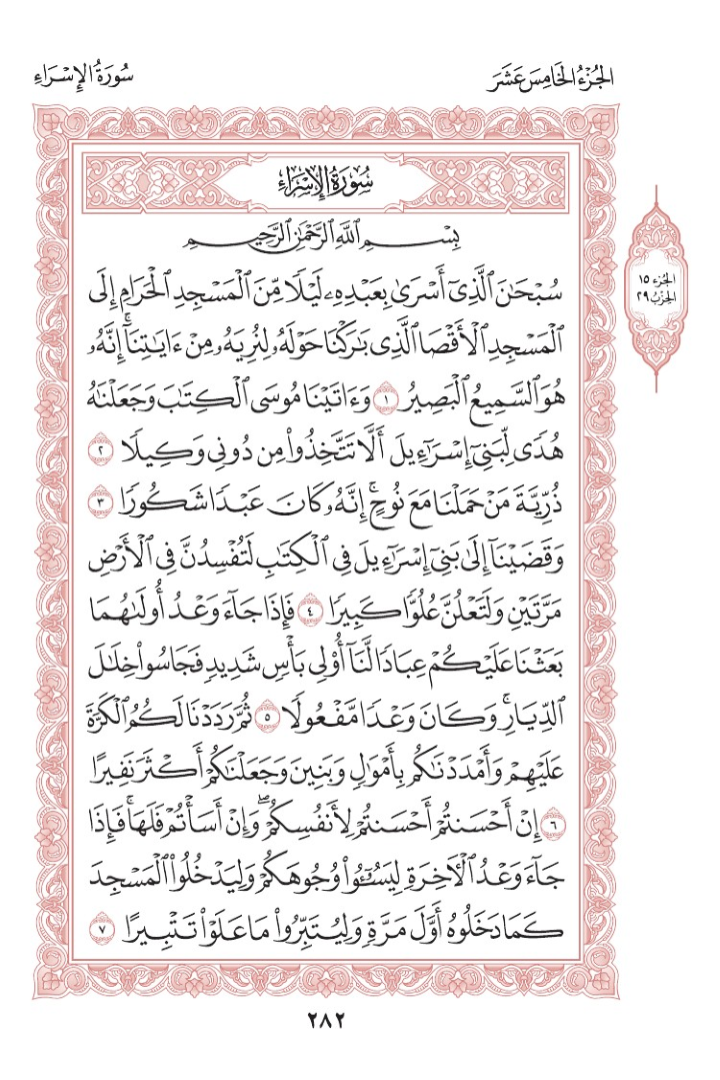 الجُزْءُ الخَامِسَ عَشَرَ
سُورَةُ الإِسْرَاءِ
سُورَةُ الإِسْرَاءِ
الجُزء ١٥
الحِزْبُ ٢٩
بِسْمِ ٱللَّهِ ٱلرَّحْمَٰنِ ٱلرَّحِيمِ
سُبْحَٰنَ ٱلَّذِىٓ أَسْرَىٰ بِعَبْدِهِۦ لَيْلًا مِّنَ ٱلْمَسْجِدِ ٱلْحَرَامِ إِلَى
ٱلْمَسْجِدِ ٱلْأَقْصَا ٱلَّذِى بَٰرَكْنَا حَوْلَهُۥ لِنُرِيَهُۥ مِنْ ءَايَٰتِنَآۚ إِنَّهُۥ
هُوَ ٱلسَّمِيعُ ٱلْبَصِيرُ ١ وَءَاتَيْنَا مُوسَى ٱلْكِتَٰبَ وَجَعَلْنَٰهُ
هُدًى لِّبَنِىٓ إِسْرَٰٓءِيلَ أَلَّا تَتَّخِذُوا۟ مِن دُونِى وَكِيلًا ٢
ذُرِّيَّةَ مَنْ حَمَلْنَا مَعَ نُوحٍۚ إِنَّهُۥ كَانَ عَبْدًا شَكُورًا ٣
وَقَضَيْنَآ إِلَىٰ بَنِىٓ إِسْرَٰٓءِيلَ فِى ٱلْكِتَٰبِ لَتُفْسِدُنَّ فِى ٱلْأَرْضِ
مَرَّتَيْنِ وَلَتَعْلُنَّ عُلُوًّا كَبِيرًا ٤ فَإِذَا جَآءَ وَعْدُ أُولَىٰهُمَا
بَعَثْنَا عَلَيْكُمْ عِبَادًا لَّنَآ أُو۟لِى بَأْسٍ شَدِيدٍ فَجَاسُوا۟ خِلَٰلَ
ٱلدِّيَارِۚ وَكَانَ وَعْدًا مَّفْعُولًا ٥ ثُمَّ رَدَدْنَا لَكُمُ ٱلْكَرَّةَ
عَلَيْهِمْ وَأَمْدَدْنَٰكُم بِأَمْوَٰلٍ وَبَنِينَ وَجَعَلْنَٰكُمْ أَكْثَرَ نَفِيرًا
٦ إِنْ أَحْسَنتُمْ أَحْسَنتُمْ لِأَنفُسِكُمْۖ وَإِنْ أَسَأْتُمْ فَلَهَاۚ فَإِذَا
جَآءَ وَعْدُ ٱلْءَاخِرَةِ لِيَسُۥٓـُٔوا۟ وُجُوهَكُمْ وَلِيَدْخُلُوا۟ ٱلْمَسْجِدَ
كَمَا دَخَلُوهُ أَوَّلَ مَرَّةٍ وَلِيُتَبِّرُوا۟ مَا عَلَوْا۟ تَتْبِيرًا ٧
٢٨٢